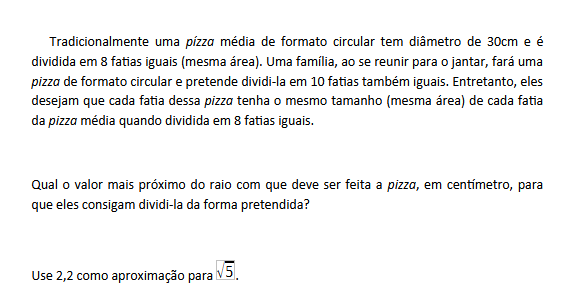 Tradicionalmente uma pizza média de formato circular tem diâmetro de 30cm e é
dividida em 8 fatias iguais (mesma área). Uma família, ao se reunir para o jantar, fará uma
pizza de formato circular e pretende dividi-la em 10 fatias também iguais. Entretanto, eles
desejam que cada fatia dessa pizza tenha o mesmo tamanho (mesma área) de cada fatia
da pizza média quando dividida em 8 fatias iguais.
Qual o valor mais próximo do raio com que deve ser feita a pizza, em centímetro, para
que eles consigam dividi-la da forma pretendida?
Use 2,2 como aproximação para √5.